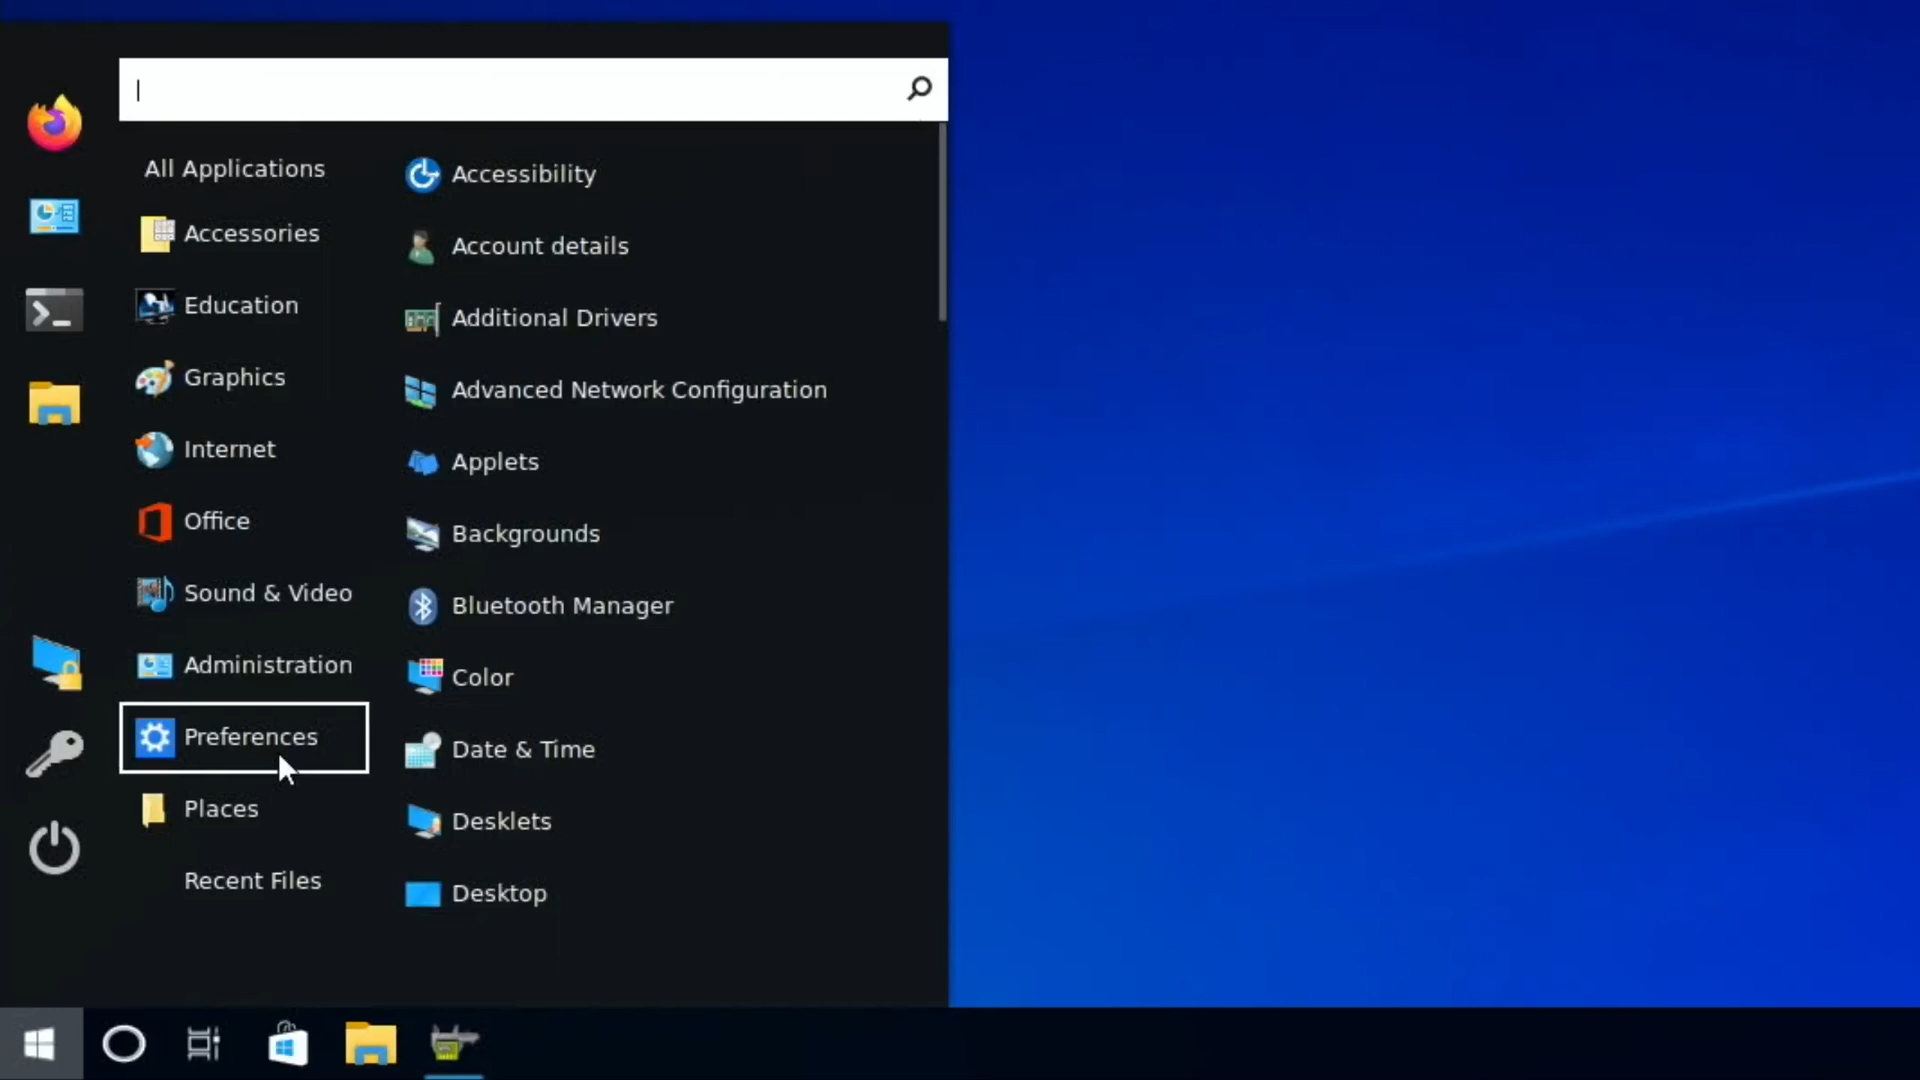 All Applications
Accessories
Education
Graphics
Internet
Office
Sound & Video
Administration
Preferences
Places
Recent Files
Accessibility
Account details
Additional Drivers
Advanced Network Configuration
Applets
Backgrounds
Bluetooth Manager
Color
Date & Time
Desklets
Desktop